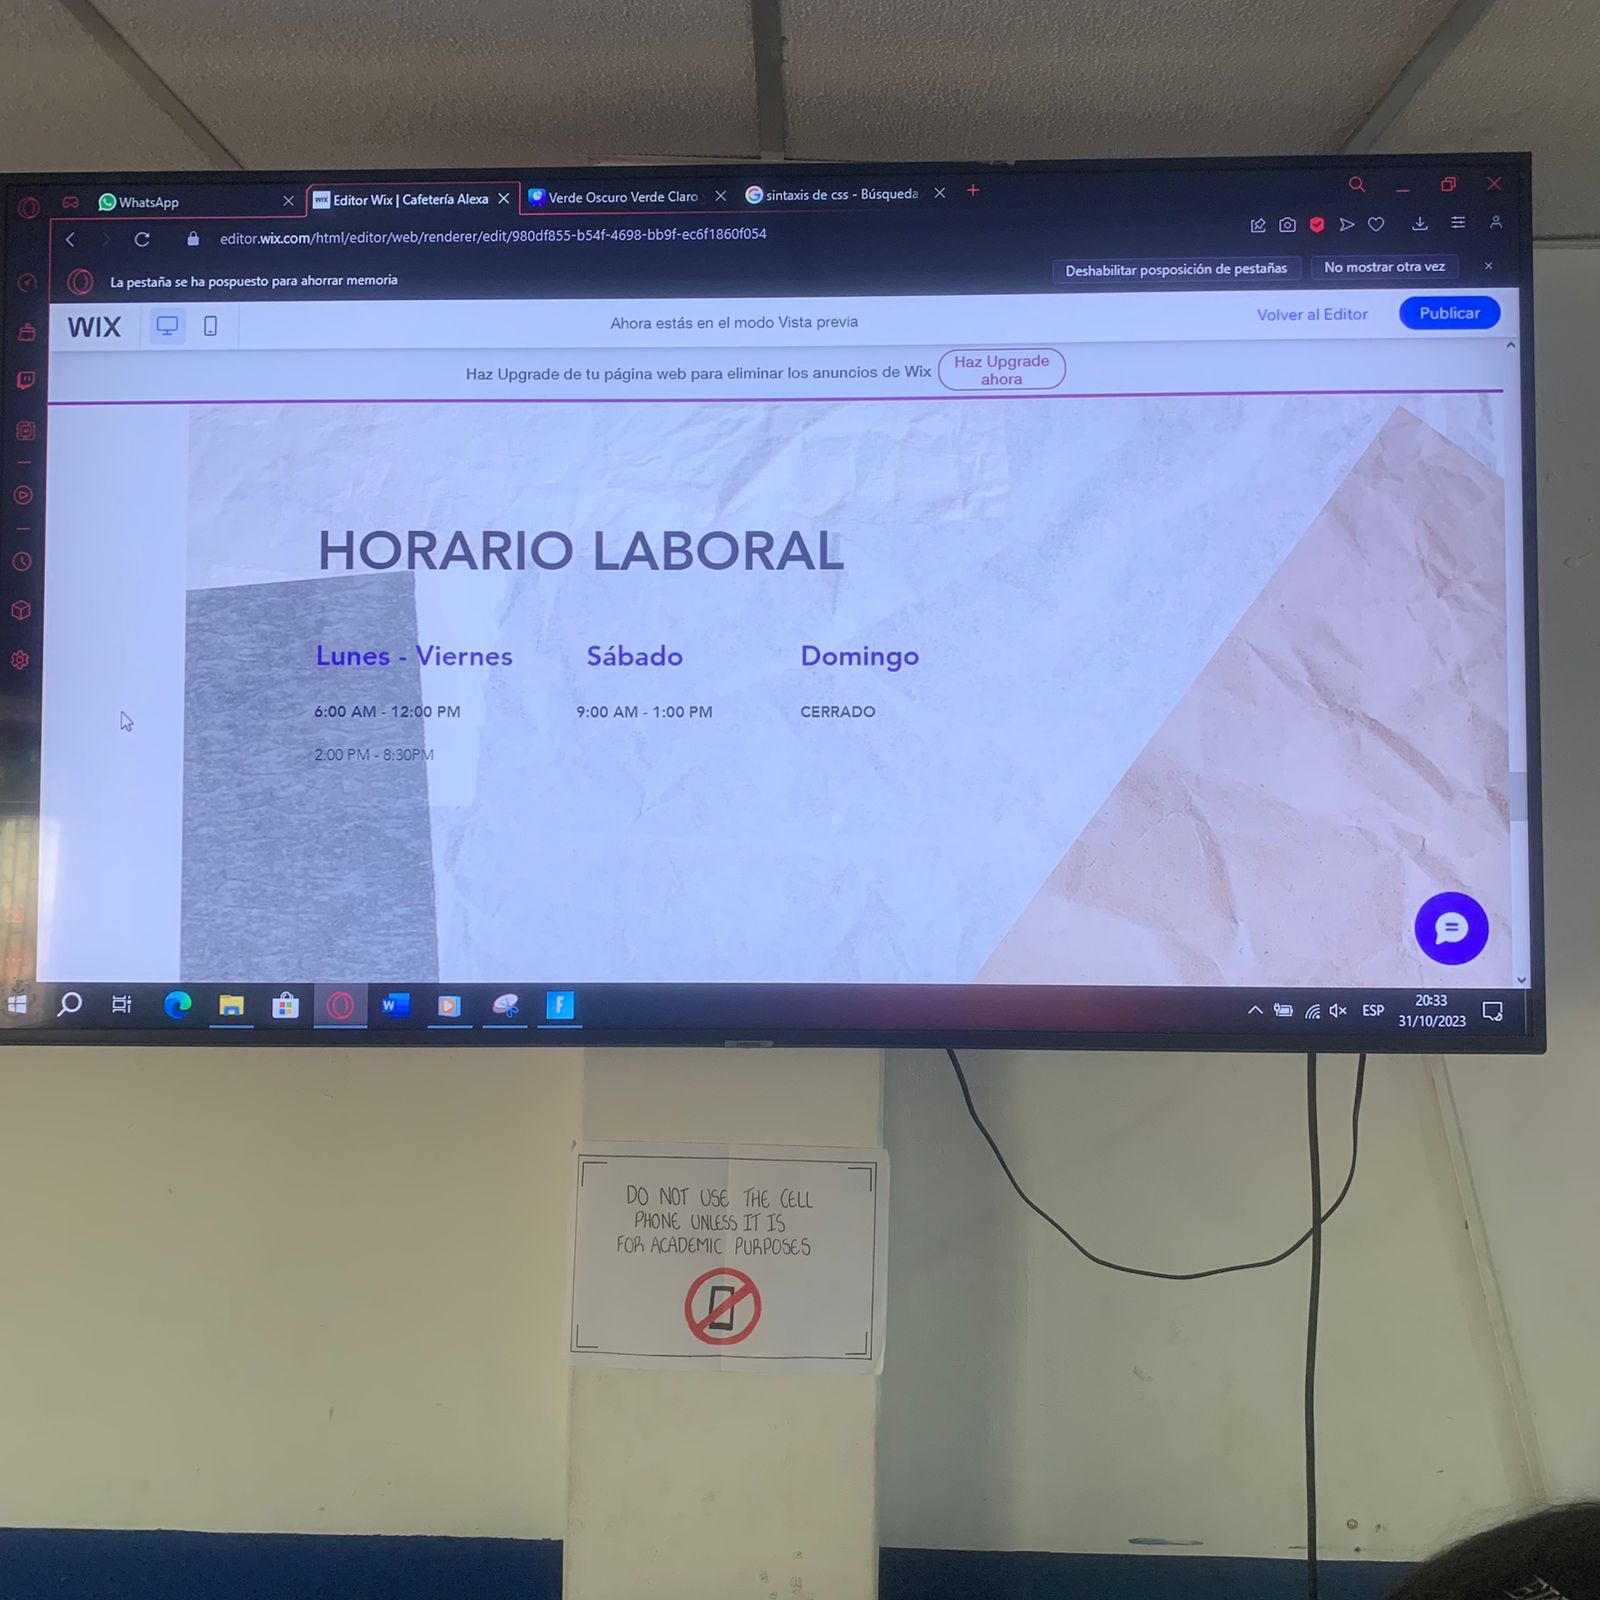 WhatsApp
Editor Wix | Cafetería Alexa
Verde Oscuro Verde Claro
sintaxis de css - Búsqueda
editor.wix.com/html/editor/web/renderer/edit/980df855-b54f-4698-bb9f-ec6f1860f054
La pestaña se ha pospuesto para ahorrar memoria
Deshabilitar posposición de pestañas
No mostrar otra vez
WIX
Ahora estás en el modo Vista previa
Volver al Editor
Publicar
Haz Upgrade de tu página web para eliminar los anuncios de Wix
Haz Upgrade
ahora
HORARIO LABORAL
Lunes - Viernes
Sábado
Domingo
6:00 AM - 12:00 PM
9:00 AM - 1:00 PM
CERRADO
2:00 PM - 8:30PM
ESP
20:33
31/10/2023
DO NOT USE THE CELL
PHONE UNLESS IT IS
FOR ACADEMIC PURPOSES